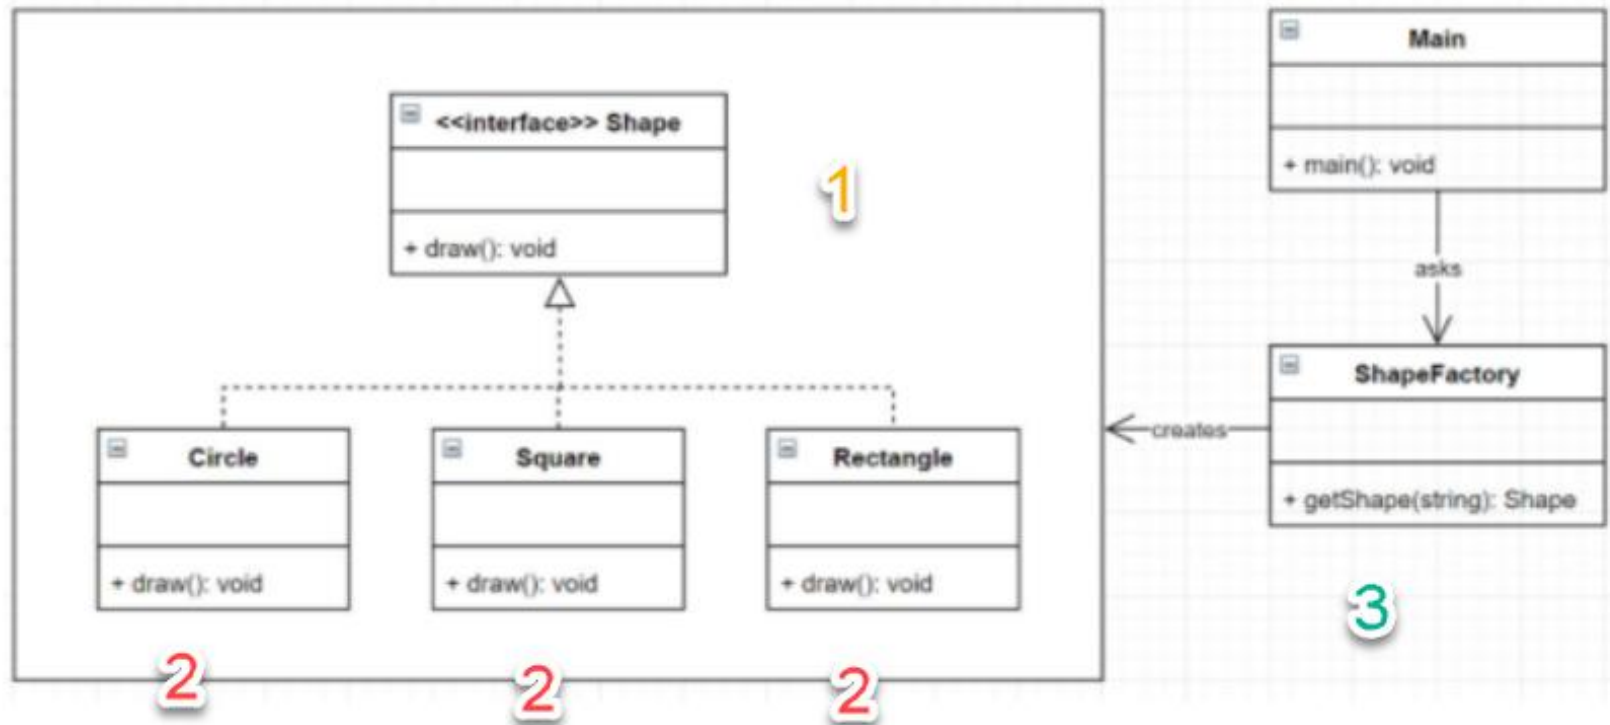 <<interface>> Shape
+ draw(): void
1
Circle
+ draw(): void
2
Square
+ draw(): void
2
Rectangle
+ draw(): void
2
Main
+ main(): void
asks
ShapeFactory
+ getShape(string): Shape
creates
3